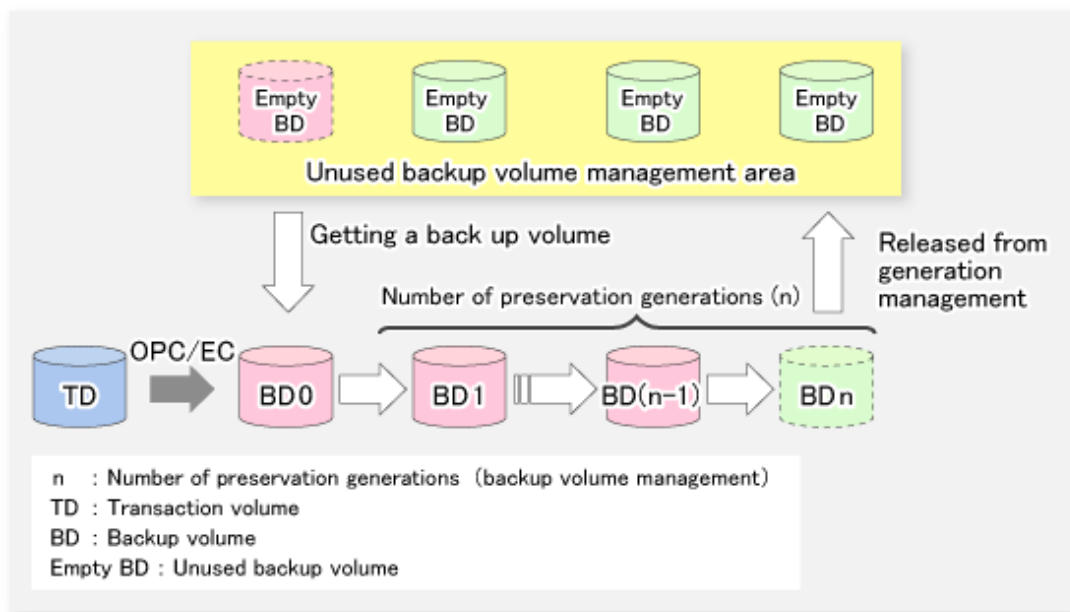 Empty
BD
Empty
BD
Empty
BD
Empty
BD
Unused backup volume management area
Getting a back up volume
Released from
generation
management
Number of preservation generations (n)
OPC/EC
TD
BD0
BD1
BD(n-1)
BDn
n : Number of preservation generations (backup volume management)
TD : Transaction volume
BD : Backup volume
Empty BD : Unused backup volume